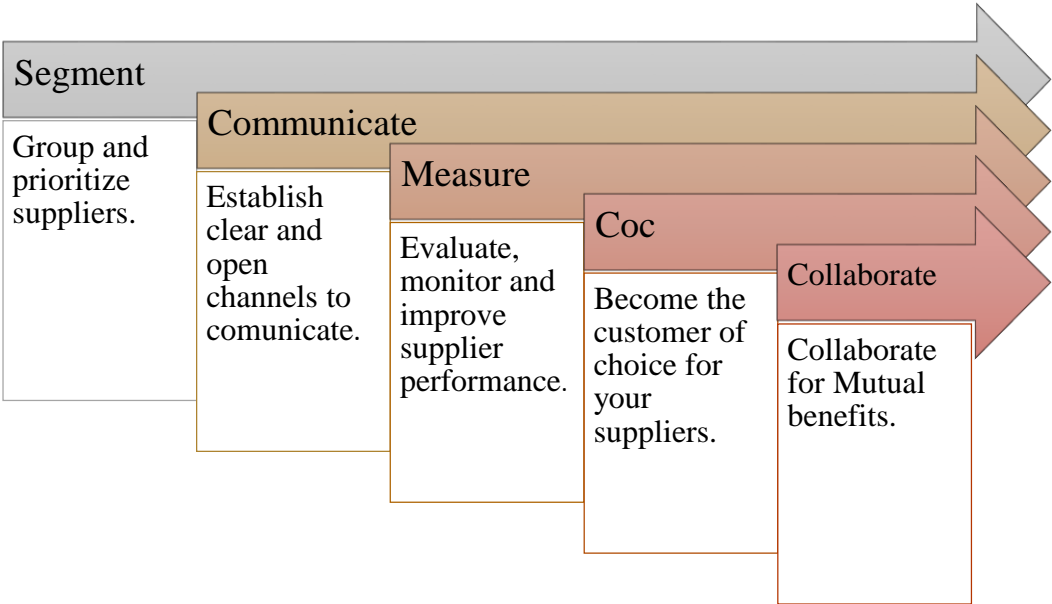 Segment
Group and
prioritize
suppliers.
Communicate
Establish
clear and
open
channels to
comunicate.
Measure
Evaluate,
monitor and
improve
supplier
performance.
Coc
Become the
customer of
choice for
your
suppliers.
Collaborate
Collaborate
for Mutual
benefits.